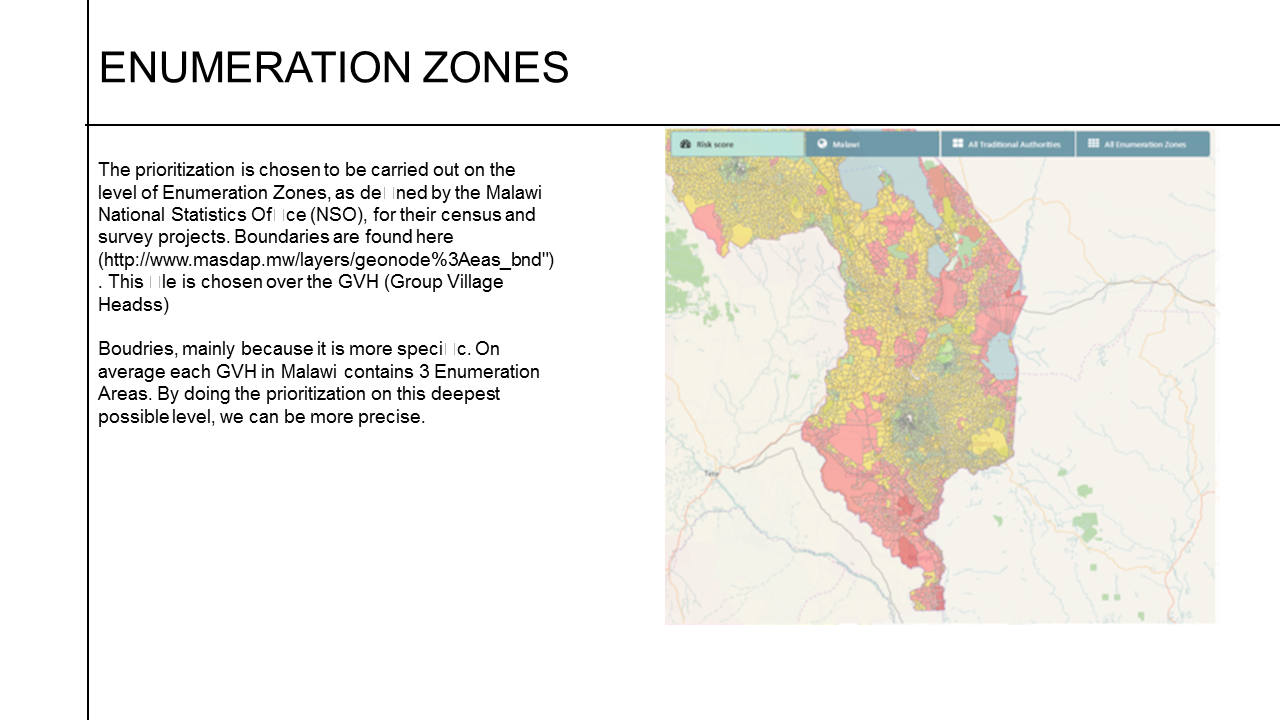 ENUMERATION ZONES
The prioritization is chosen to be carried out on the
level of Enumeration Zones, as de▯▯ned by the Malawi
National Statistics Of▯▯ce (NSO), for their census and
survey projects. Boundaries are found here
(http://www.masdap.mw/layers/geonode%3Aeas_bnd")
. This ▯▯le is chosen over the GVH (Group Village
Headss)
Boudries, mainly because it is more speci▯▯c. On
average each GVH in Malawi contains 3 Enumeration
Areas. By doing the prioritization on this deepest
possible level, we can be more precise.
Risk score
Malawi
All Traditional Authorities
All Enumeration Zones
Tete